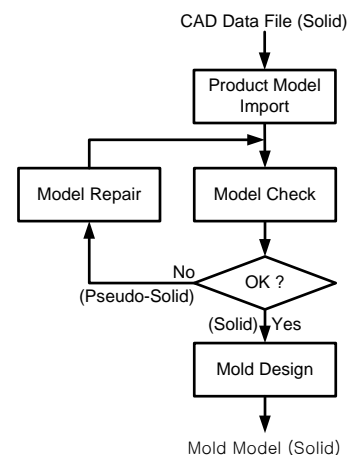 CAD Data File (Solid)
Product Model
Import
Model Repair
Model Check
No
OK ?
(Pseudo-Solid)
(Solid)
Yes
Mold Design
Mold Model (Solid)